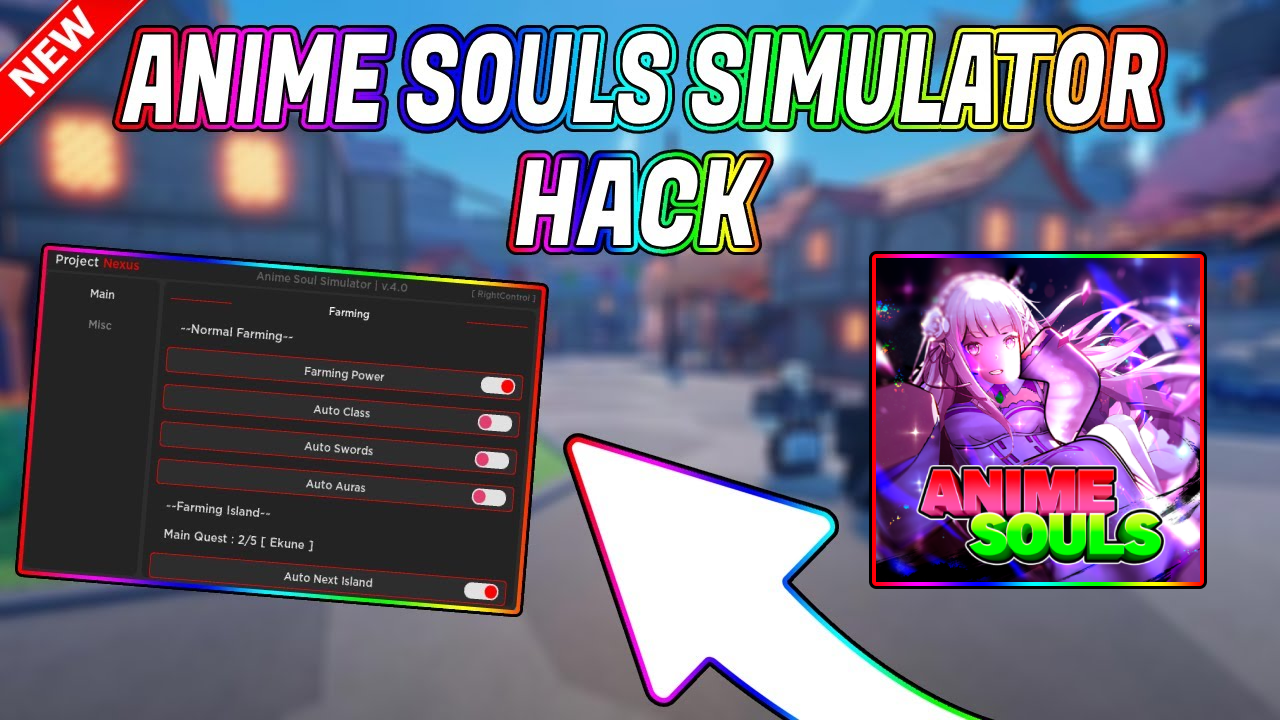 NEW
ANIME SOULS SIMULATOR
HACK
Project Nexus
Anime Soul Simulator | v.4.0
[ RightControl ]
Main
Misc
Farming
--Normal Farming--
Farming Power
Auto Class
Auto Swords
Auto Auras
--Farming Island--
Main Quest : 2/5 [ Ekune ]
Auto Next Island
ANIME
SOULS